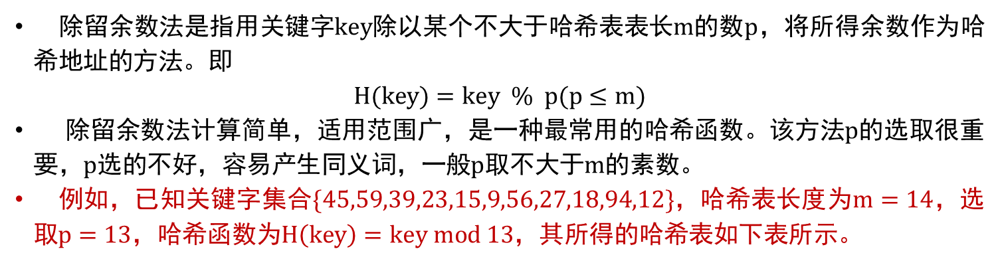 • 除留余数法是指用关键字key除以某个不大于哈希表表长m的数p，将所得余数作为哈
希地址的方法。即
H(key) = key % p(p ≤ m)
• 除留余数法计算简单，适用范围广，是一种最常用的哈希函数。该方法p的选取很重
要，p选的不好，容易产生同义词，一般p取不大于m的素数。
• 例如，已知关键字集合{45,59,39,23,15,9,56,27,18,94,12}，哈希表长度为m = 14，选
取p = 13，哈希函数为H(key) = key mod 13，其所得的哈希表如下表所示。